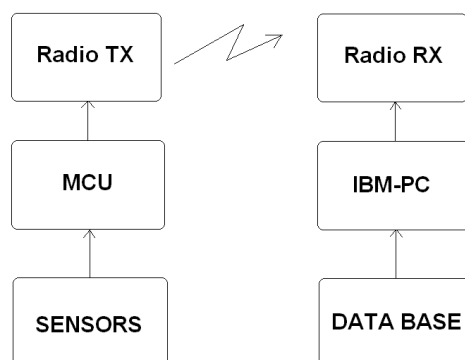 Radio TX
Radio RX
MCU
IBM-PC
SENSORS
DATA BASE